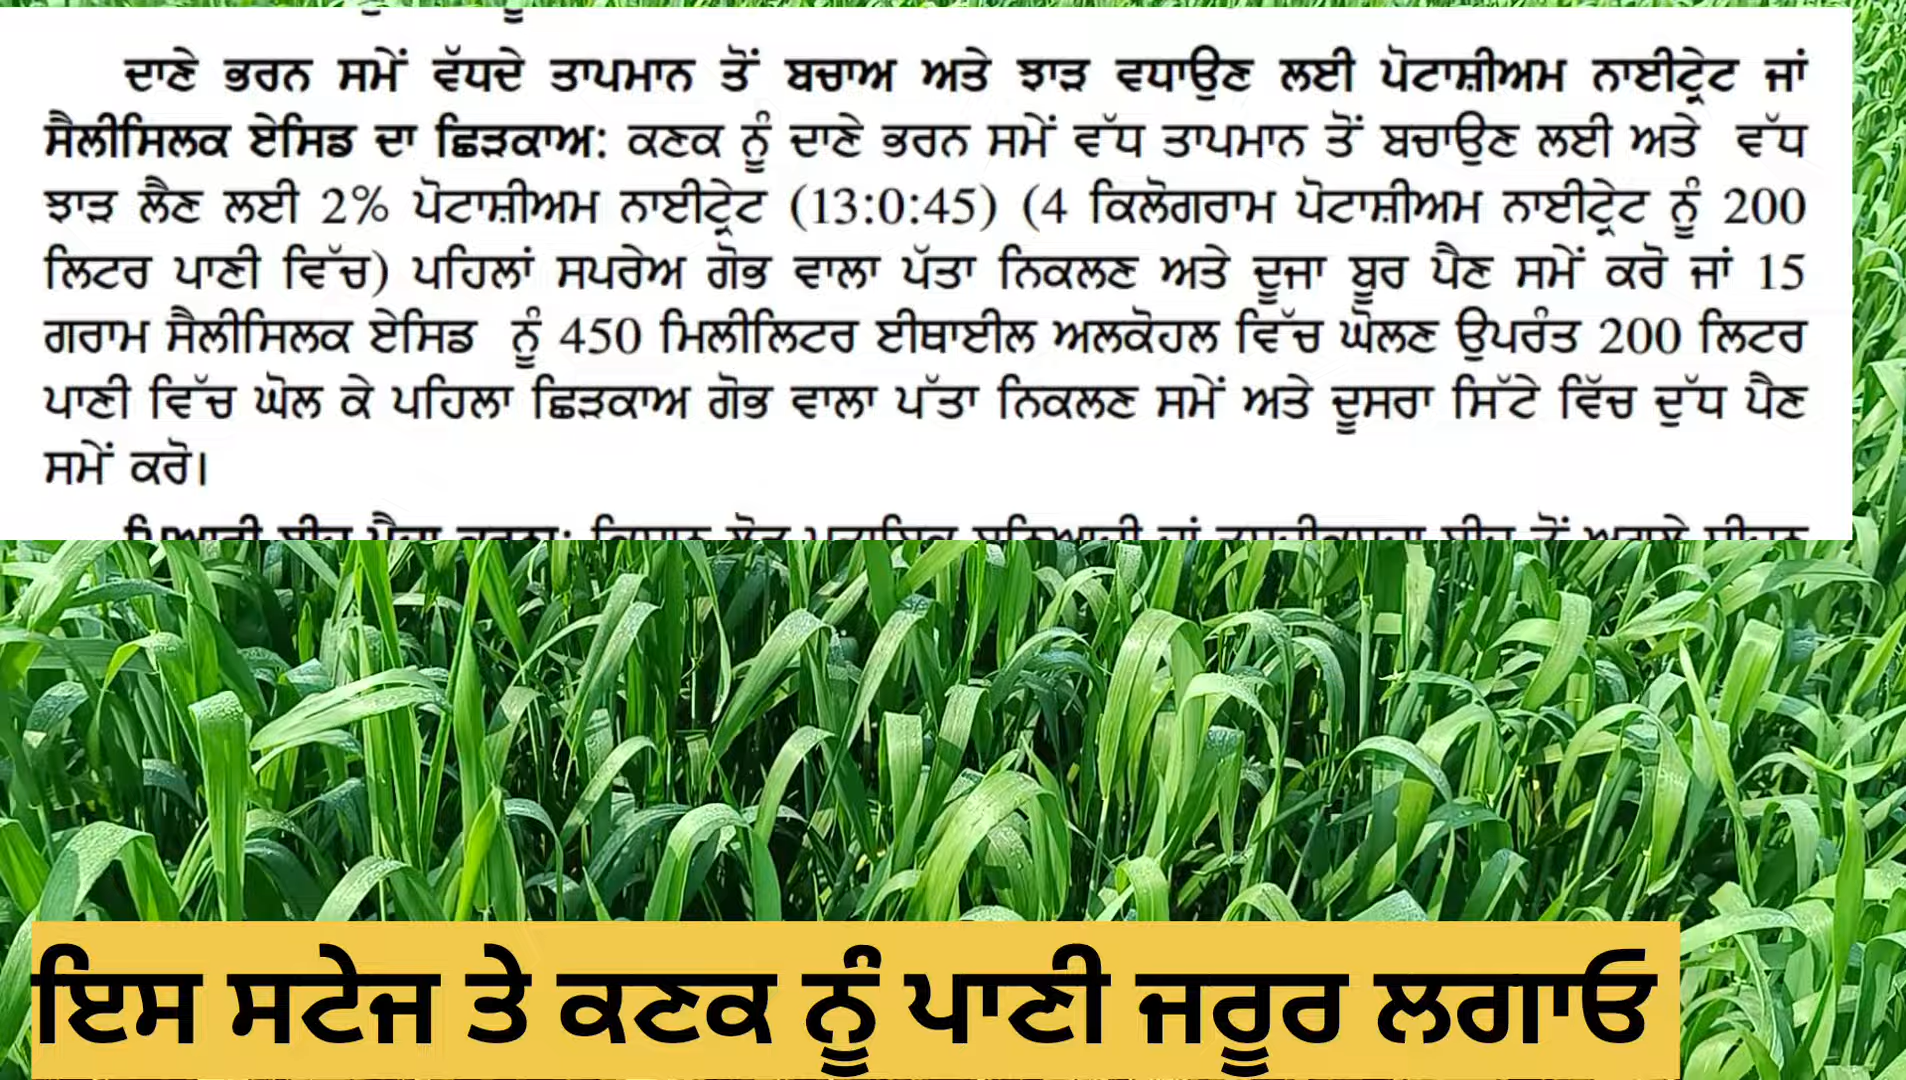 ਦਾਣੇ ਭਰਨ ਸਮੇਂ ਵੱਧਦੇ ਤਾਪਮਾਨ ਤੋਂ ਬਚਾਅ ਅਤੇ ਝਾੜ ਵਧਾਉਣ ਲਈ ਪੋਟਾਸ਼ੀਅਮ ਨਾਈਟ੍ਰੇਟ ਜਾਂ
ਸੈਲੀਸਿਲਕ ਏਸਿਡ ਦਾ ਛਿੜਕਾਅ: ਕਣਕ ਨੂੰ ਦਾਣੇ ਭਰਨ ਸਮੇਂ ਵੱਧ ਤਾਪਮਾਨ ਤੋਂ ਬਚਾਉਣ ਲਈ ਅਤੇ ਵੱਧ
ਝਾੜ ਲੈਣ ਲਈ 2% ਪੋਟਾਸ਼ੀਅਮ ਨਾਈਟ੍ਰੇਟ (13:0:45) (4 ਕਿਲੋਗਰਾਮ ਪੋਟਾਸ਼ੀਅਮ ਨਾਈਟ੍ਰੇਟ ਨੂੰ 200
ਲਿਟਰ ਪਾਣੀ ਵਿੱਚ) ਪਹਿਲਾਂ ਸਪਰੇਅ ਗੋਭ ਵਾਲਾ ਪੱਤਾ ਨਿਕਲਣ ਅਤੇ ਦੂਜਾ ਬੂਰ ਪੈਣ ਸਮੇਂ ਕਰੋ ਜਾਂ 15
ਗਰਾਮ ਸੈਲੀਸਿਲਕ ਏਸਿਡ ਨੂੰ 450 ਮਿਲੀਲਿਟਰ ਈਥਾਈਲ ਅਲਕੋਹਲ ਵਿੱਚ ਘੋਲਣ ਉਪਰੰਤ 200 ਲਿਟਰ
ਪਾਣੀ ਵਿੱਚ ਘੋਲ ਕੇ ਪਹਿਲਾ ਛਿੜਕਾਅ ਗੋਭ ਵਾਲਾ ਪੱਤਾ ਨਿਕਲਣ ਸਮੇਂ ਅਤੇ ਦੂਸਰਾ ਸਿੱਟੇ ਵਿੱਚ ਦੁੱਧ ਪੈਣ
ਸਮੇਂ ਕਰੋ।
ਇਸ ਸਟੇਜ ਤੇ ਕਣਕ ਨੂੰ ਪਾਣੀ ਜਰੂਰ ਲਗਾਓ